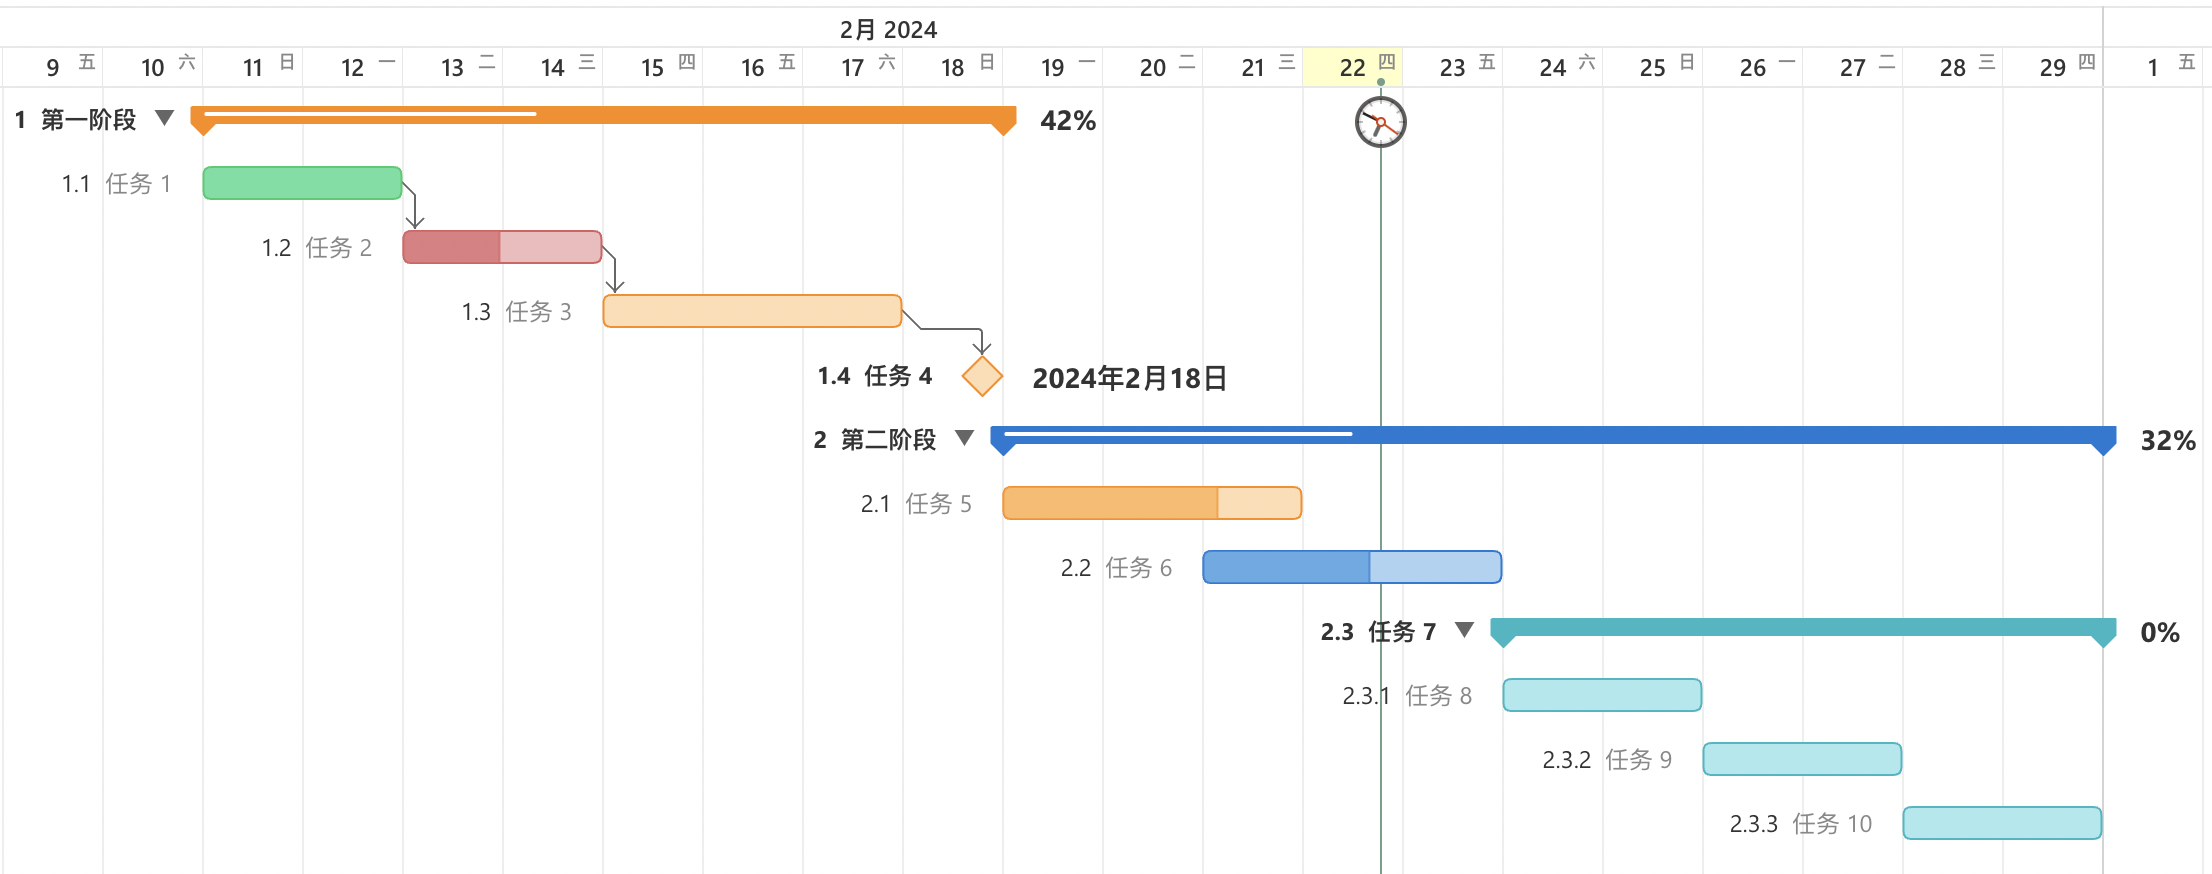 2月 2024
9 五 10 六 11 日 12 一 13 二 14 三 15 四 16 五 17 六 18 日 19 一 20 二 21 三 22 四 23 五 24 六 25 日 26 一 27 二 28 三 29 四 1 五
1 第一阶段 42%
1.1 任务 1
1.2 任务 2
1.3 任务 3
1.4 任务 4 2024年2月18日
2 第二阶段 32%
2.1 任务 5
2.2 任务 6
2.3 任务 7 0%
2.3.1 任务 8
2.3.2 任务 9
2.3.3 任务 10